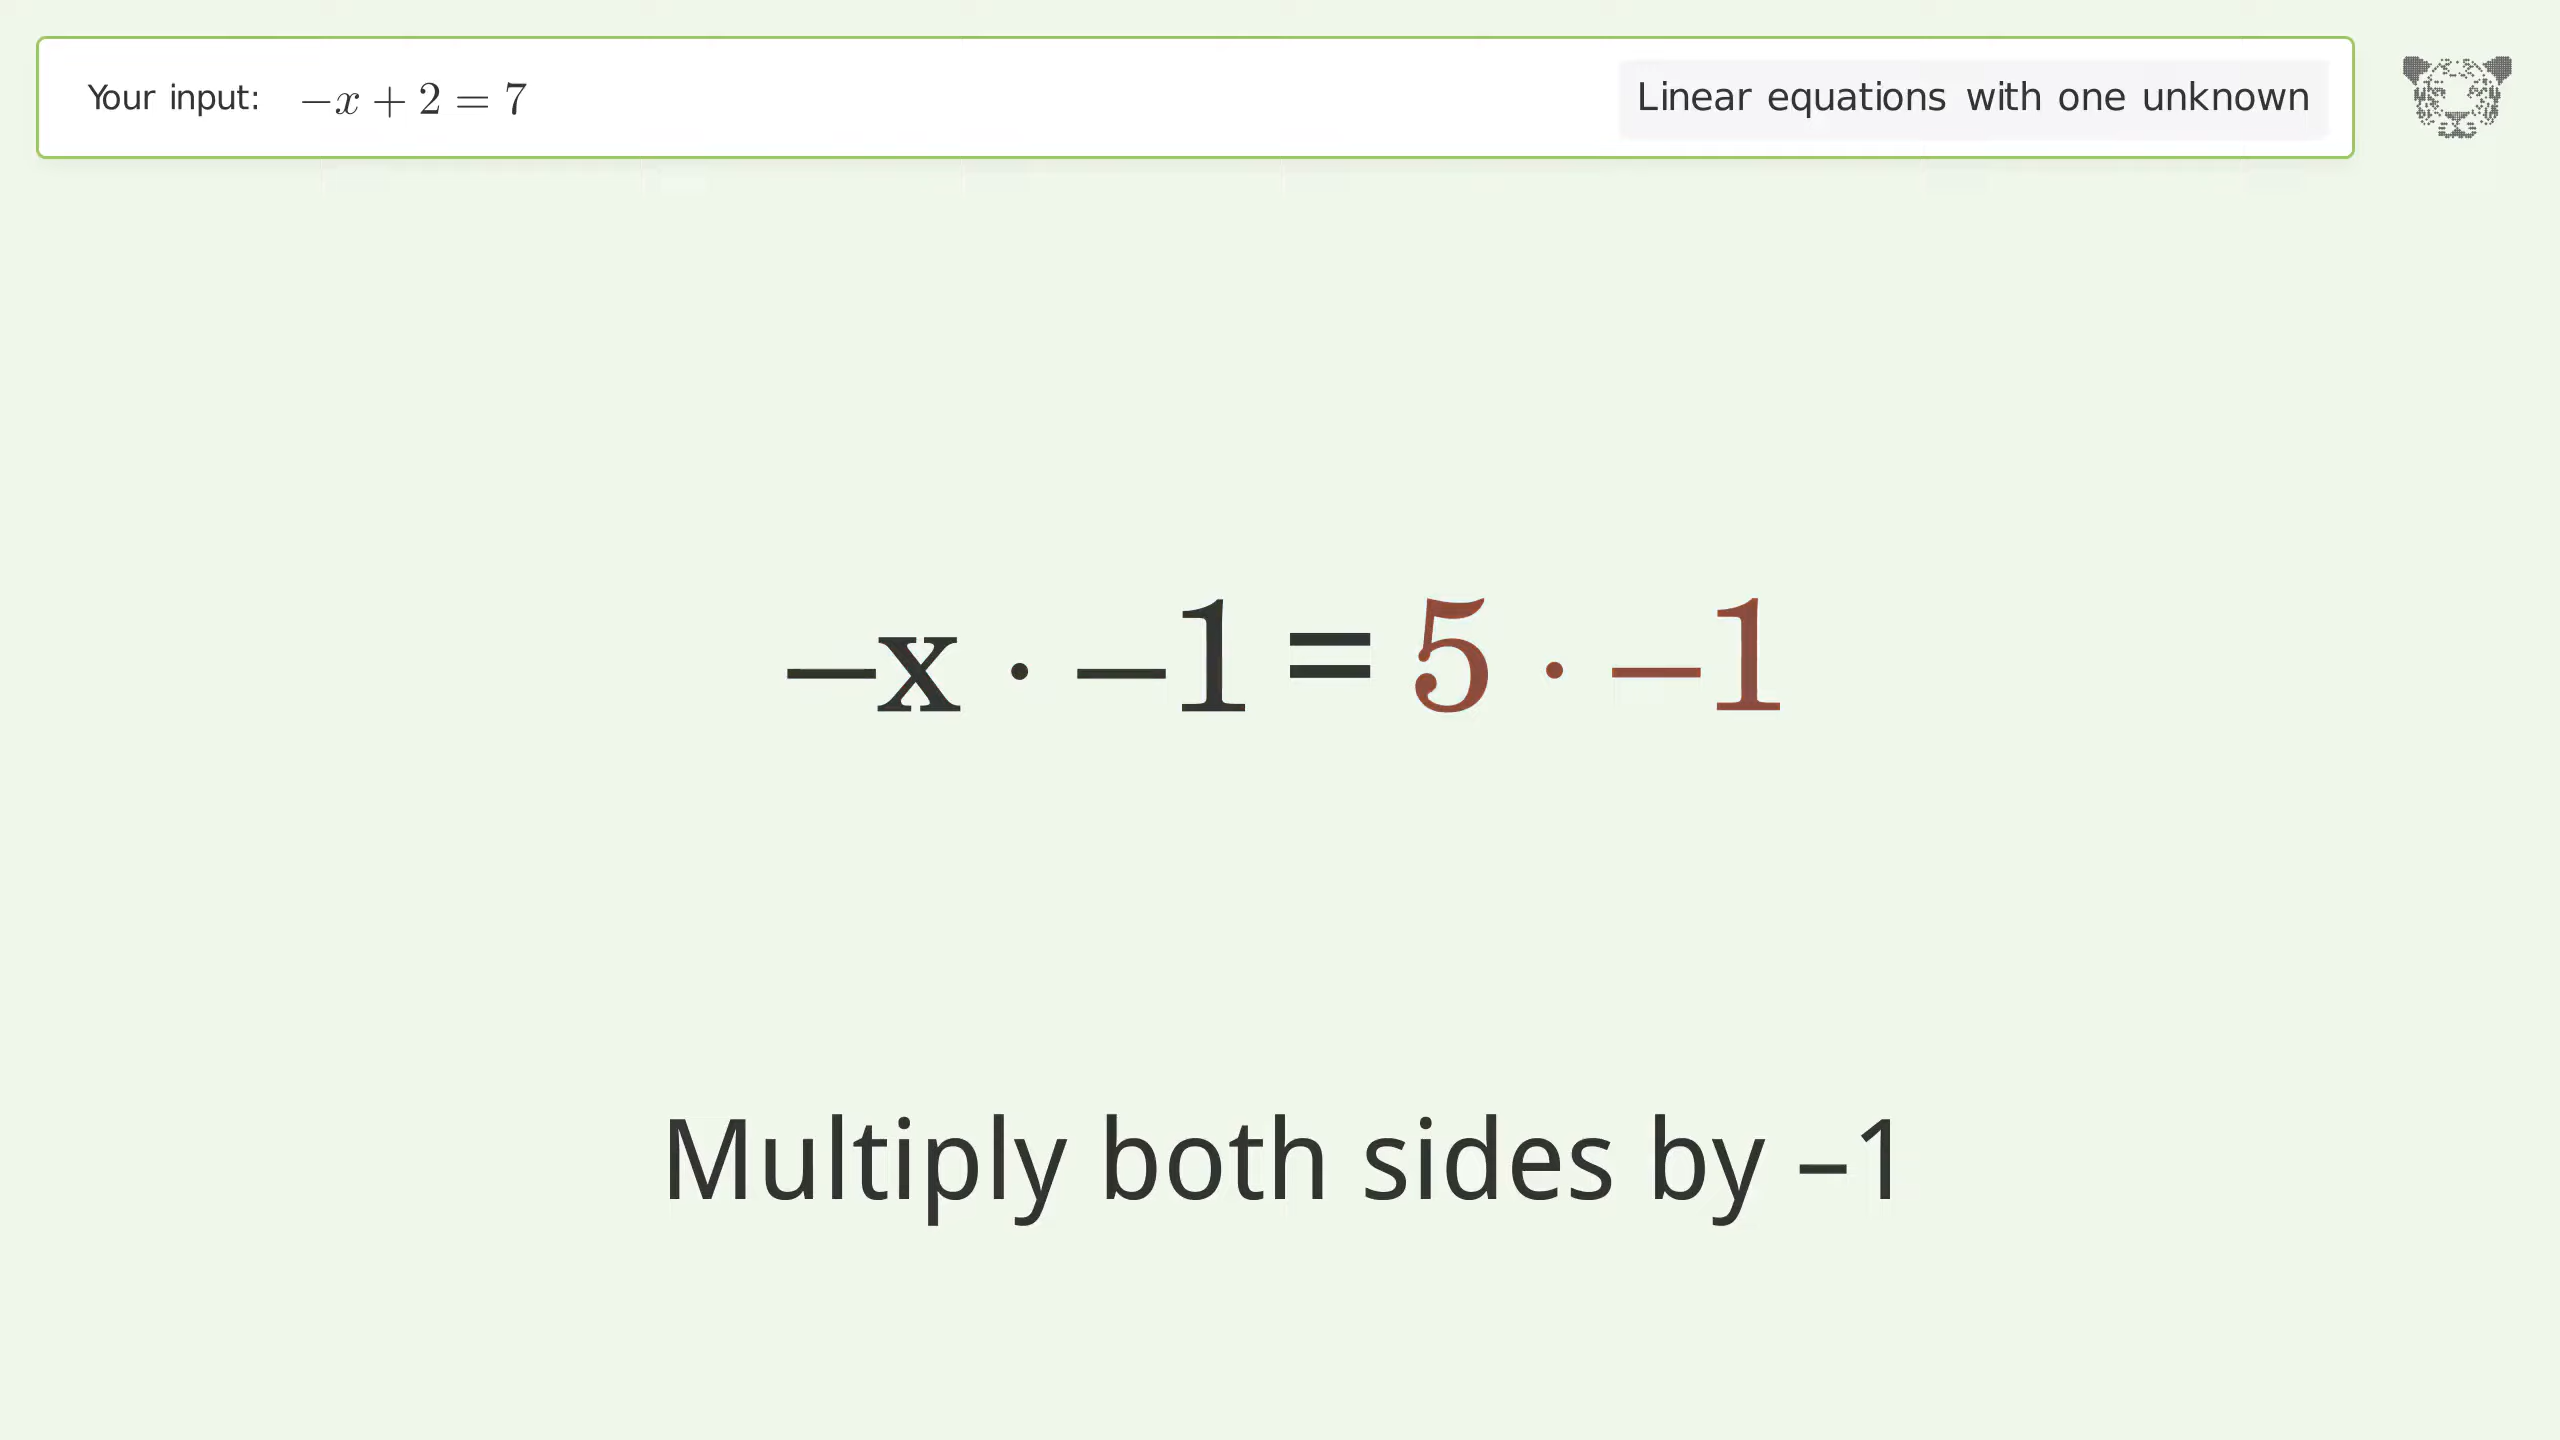 Your input: −x + 2 = 7
Linear equations with one unknown
−x · −1 = 5 · −1
Multiply both sides by −1